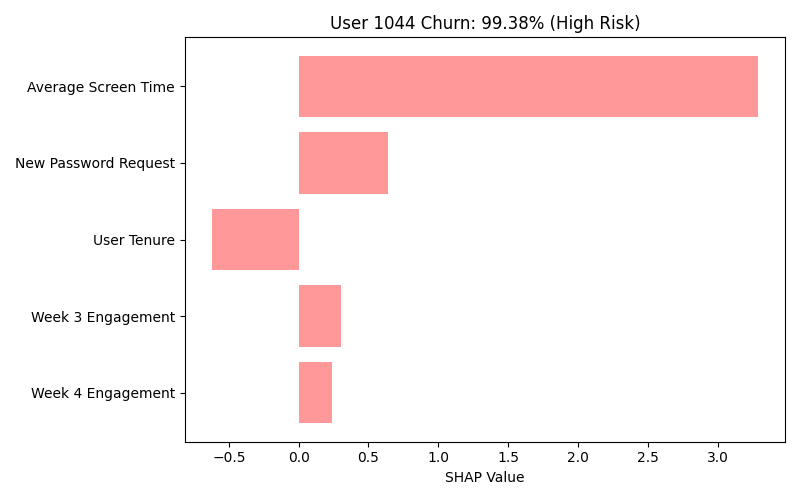 User 1044 Churn: 99.38% (High Risk)
Average Screen Time
New Password Request
User Tenure
Week 3 Engagement
Week 4 Engagement
−0.5 0.0 0.5 1.0 1.5 2.0 2.5 3.0
SHAP Value